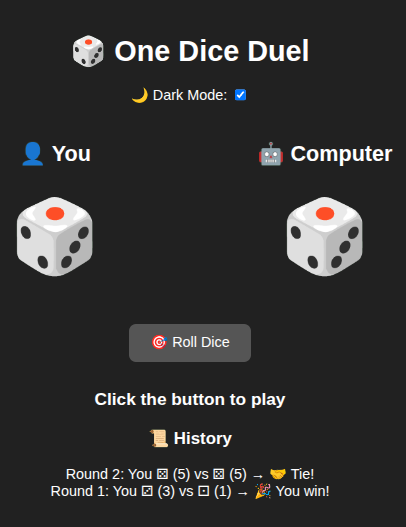 🎲 One Dice Duel
🌙 Dark Mode:
👤 You
🤖 Computer
🎯 Roll Dice
Click the button to play
📜 History
Round 2: You ⚄ (5) vs ⚄ (5) → 🤝 Tie!
Round 1: You ⚂ (3) vs ⚀ (1) → 🎉 You win!